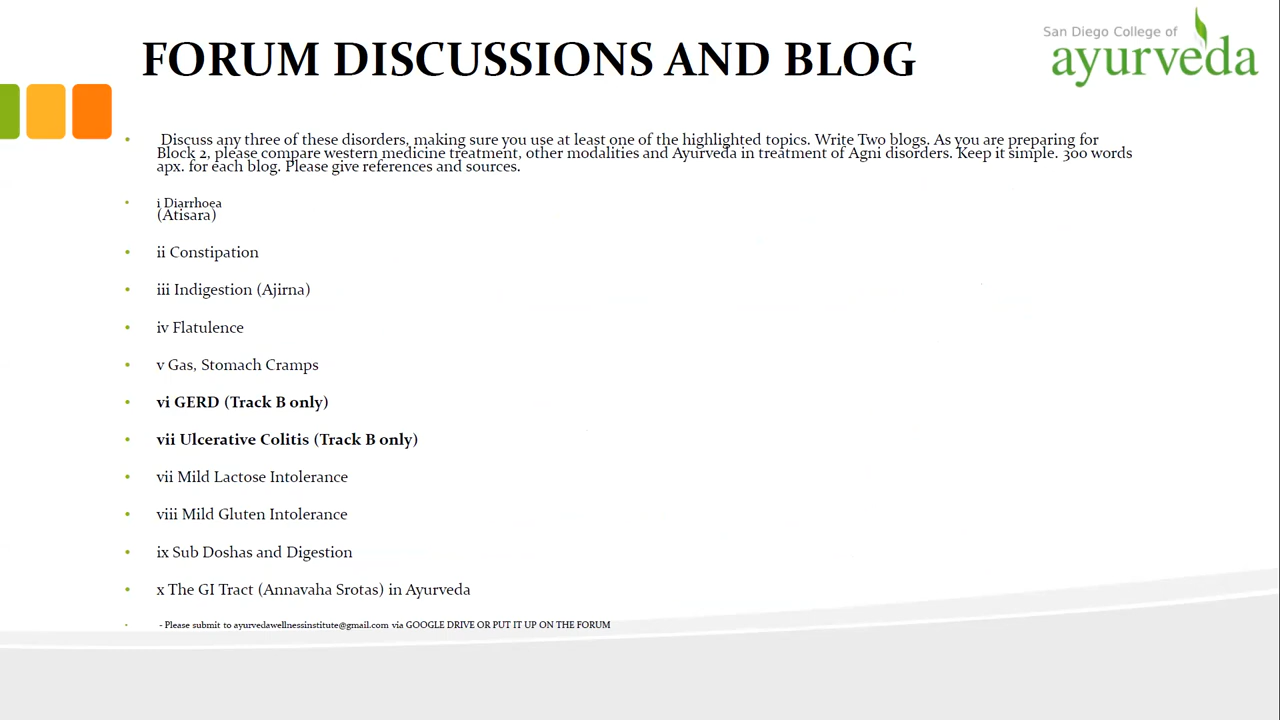 San Diego College of
ayurveda
FORUM DISCUSSIONS AND BLOG
• Discuss any three of these disorders, making sure you use at least one of the highlighted topics. Write Two blogs. As you are preparing for
Block 2, please compare western medicine treatment, other modalities and Ayurveda in treatment of Agni disorders. Keep it simple. 300 words
apx. for each blog. Please give references and sources.
• i Diarrhoea
(Atisara)
• ii Constipation
• iii Indigestion (Ajirna)
• iv Flatulence
• v Gas, Stomach Cramps
• vi GERD (Track B only)
• vii Ulcerative Colitis (Track B only)
• vii Mild Lactose Intolerance
• viii Mild Gluten Intolerance
• ix Sub Doshas and Digestion
• x The GI Tract (Annavaha Srotas) in Ayurveda
• - Please submit to ayurvedawellnessinstitute@gmail.com via GOOGLE DRIVE OR PUT IT UP ON THE FORUM